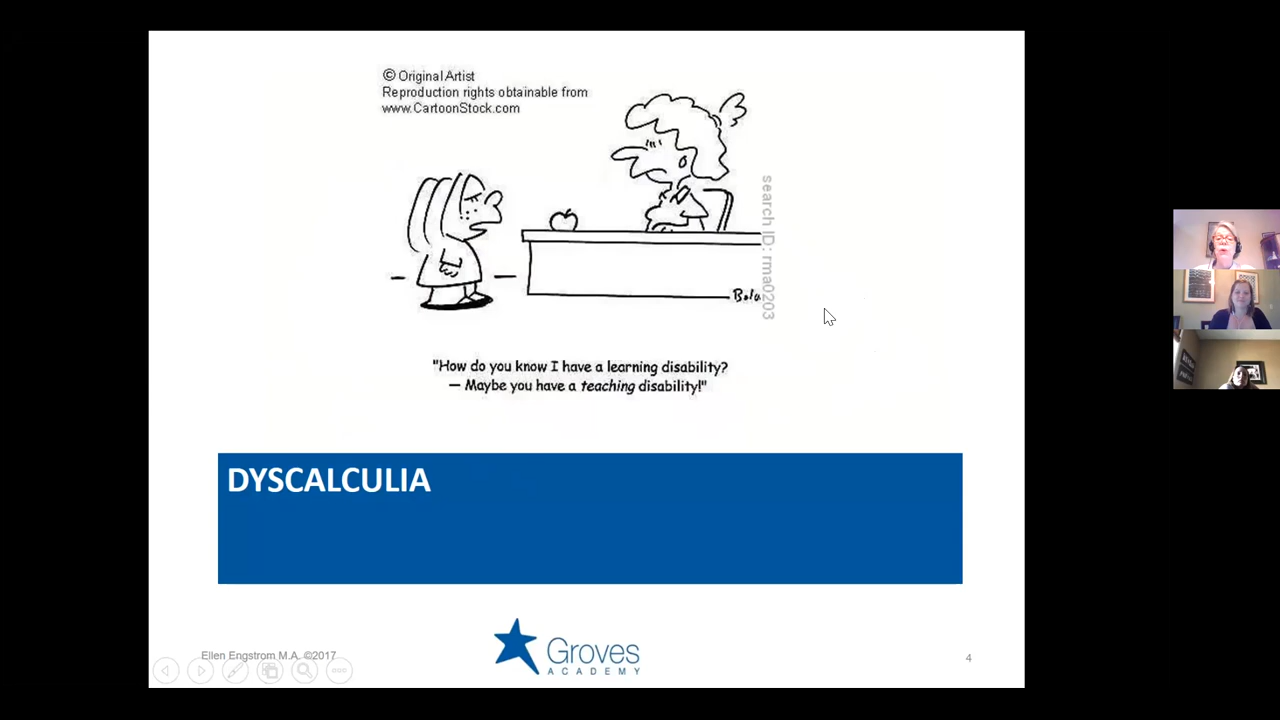 © Original Artist
Reproduction rights obtainable from
www.CartoonStock.com
search ID: rma0203
"How do you know I have a learning disability?
— Maybe you have a teaching disability!"
DYSCALCULIA
Ellen Engstrom M.A. ©2017
Groves
ACADEMY
4